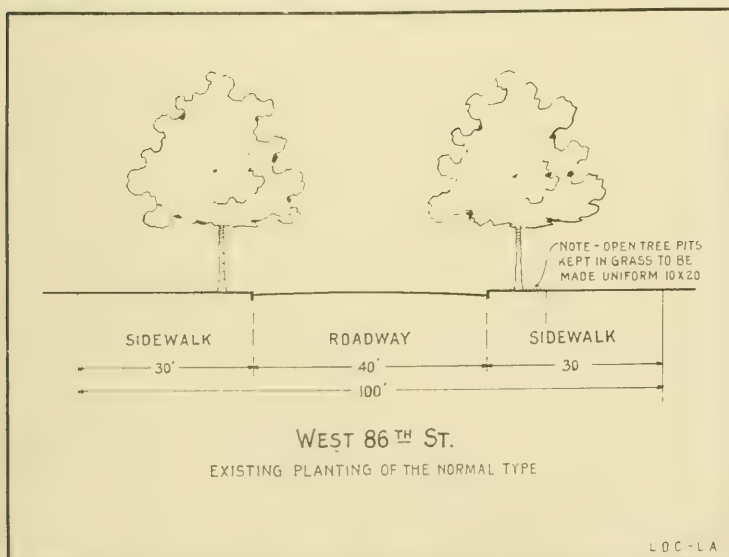 NOTE - OPEN TREE PITS
KEPT IN GRASS TO BE
MADE UNIFORM 10X20
SIDEWALK ROADWAY SIDEWALK
30' 40' 30
100'
WEST 86TH ST.
EXISTING PLANTING OF THE NORMAL TYPE
LDC-LA